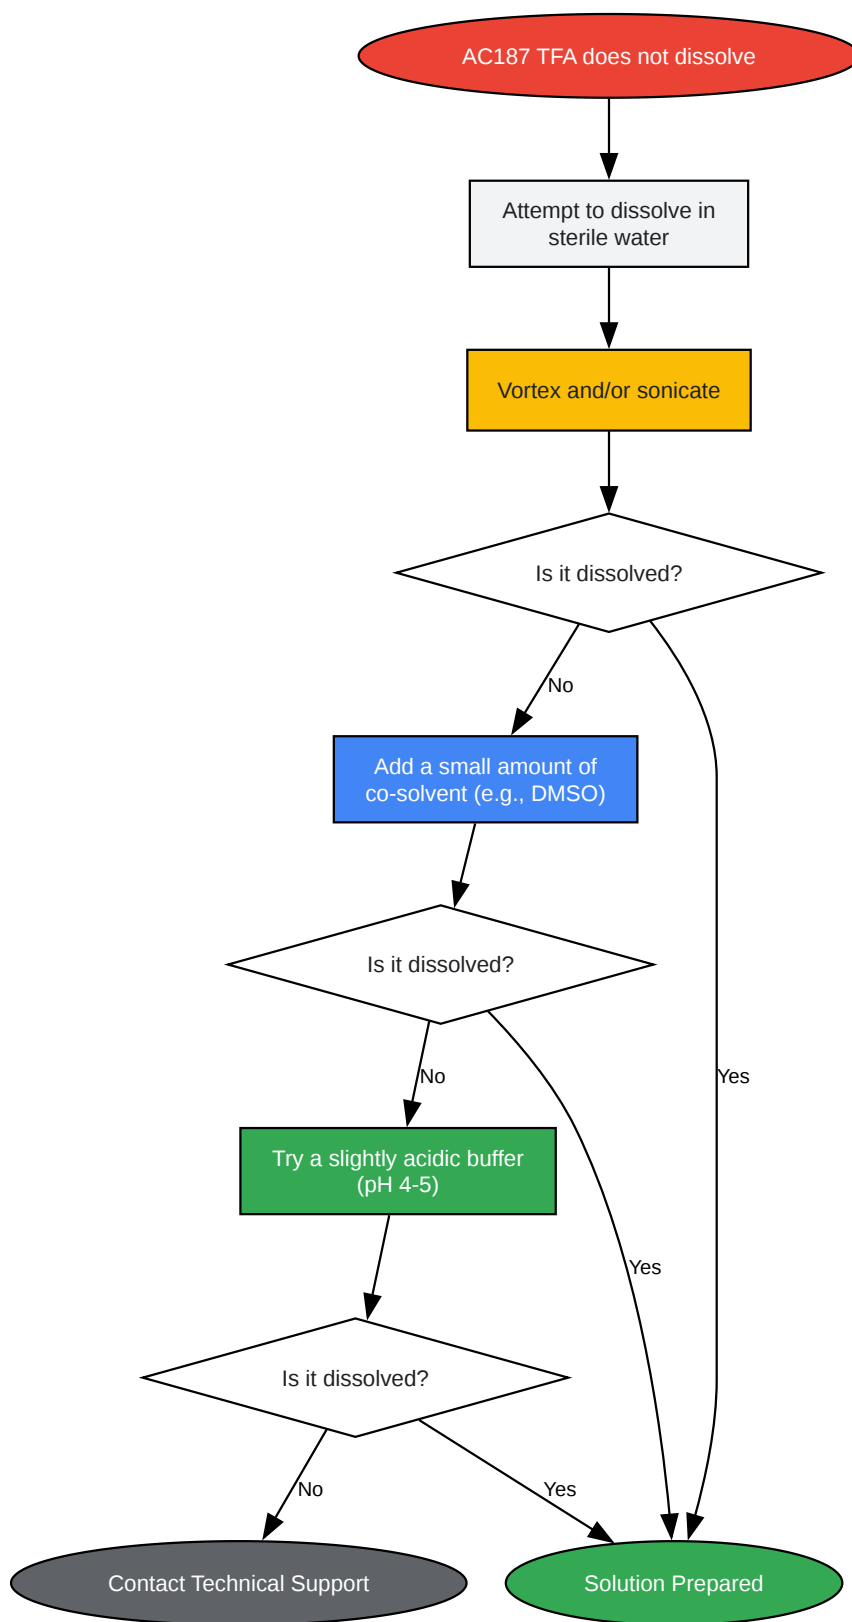 AC187 TFA does not dissolve
Attempt to dissolve in
sterile water
Vortex and/or sonicate
Is it dissolved?
No
Add a small amount of
co-solvent (e.g., DMSO)
Is it dissolved?
No
Yes
Try a slightly acidic buffer
(pH 4-5)
Yes
Is it dissolved?
No
Yes
Contact Technical Support
Solution Prepared